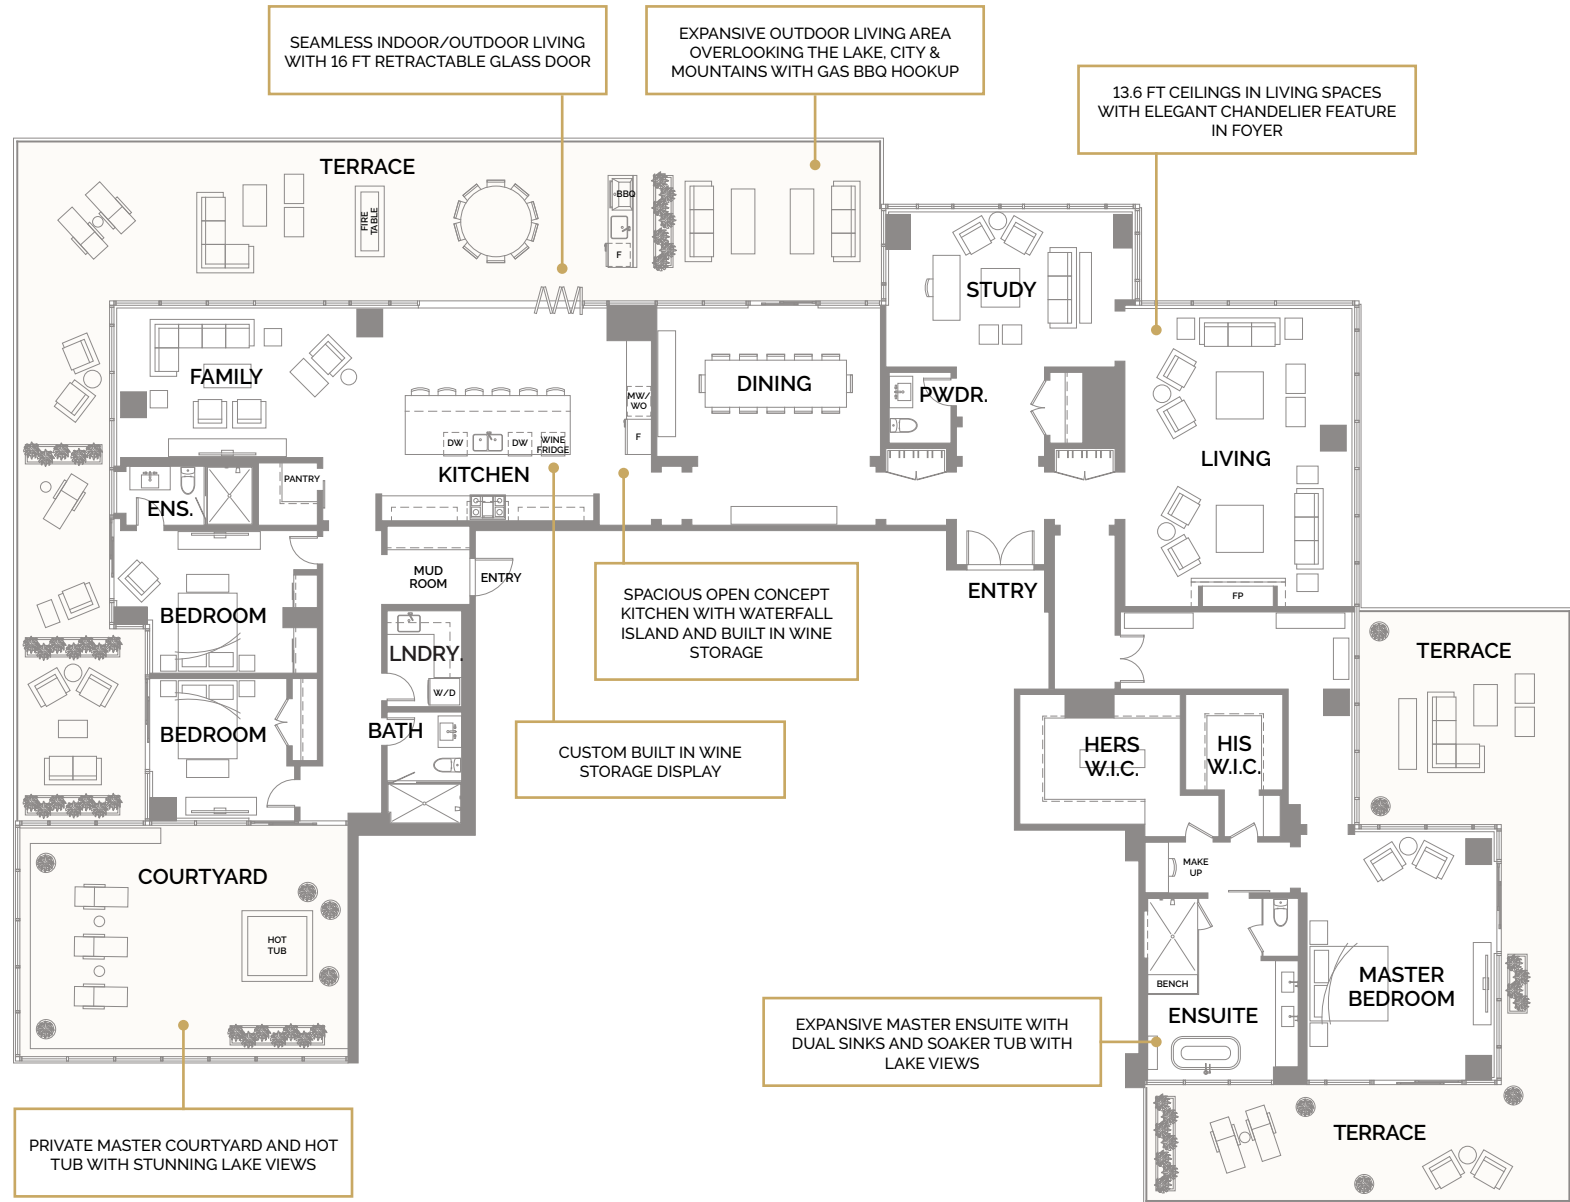 SEAMLESS INDOOR/OUTDOOR LIVING
WITH 16 FT RETRACTABLE GLASS DOOR
EXPANSIVE OUTDOOR LIVING AREA
OVERLOOKING THE LAKE, CITY &
MOUNTAINS WITH GAS BBQ HOOKUP
13.6 FT CEILINGS IN LIVING SPACES
WITH ELEGANT CHANDELIER FEATURE
IN FOYER
TERRACE
FIRE
TABLE
BBQ
F
STUDY
FAMILY
DINING
PWDR.
MW/
WO
F
DW
DW
WINE
FRIDGE
KITCHEN
LIVING
PANTRY
ENS.
MUD
ROOM
ENTRY
ENTRY
FP
SPACIOUS OPEN CONCEPT
KITCHEN WITH WATERFALL
ISLAND AND BUILT IN WINE
STORAGE
BEDROOM
LNDRY.
W/D
TERRACE
BEDROOM
BATH
CUSTOM BUILT IN WINE
STORAGE DISPLAY
HERS
W.I.C.
HIS
W.I.C.
COURTYARD
MAKE
UP
HOT
TUB
BENCH
MASTER
BEDROOM
ENSUITE
EXPANSIVE MASTER ENSUITE WITH
DUAL SINKS AND SOAKER TUB WITH
LAKE VIEWS
PRIVATE MASTER COURTYARD AND HOT
TUB WITH STUNNING LAKE VIEWS
TERRACE